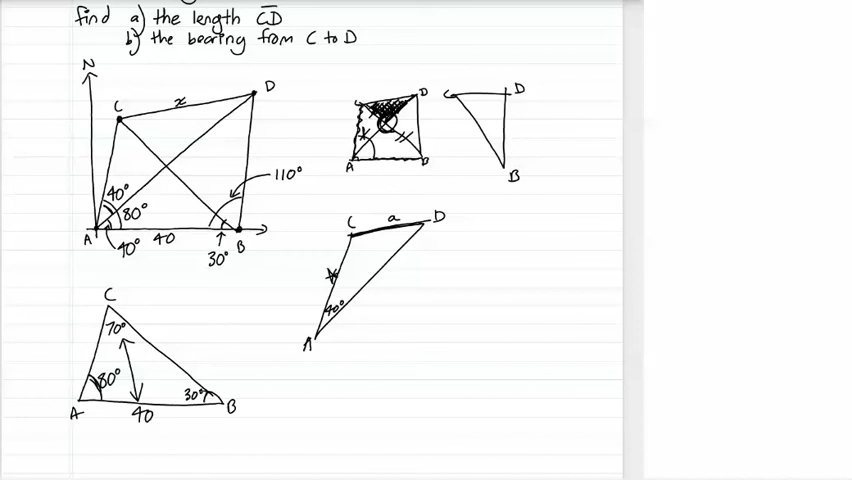 find a) the length CD
b) the bearing from C to D
N
C
x
D
40°
80°
A
40°
40
30°
B
110°
C
D
A
B
C
D
B
C
a
D
40°
A
C
70°
80°
30°
A
40
B